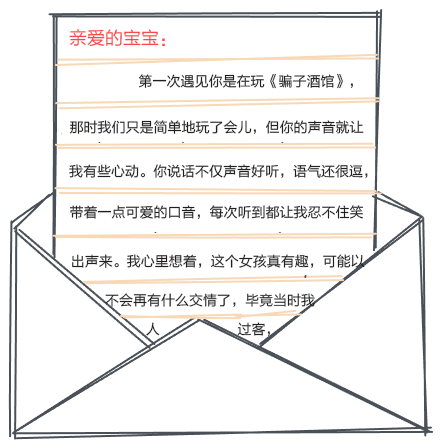 亲爱的宝宝：
第一次遇见你是在玩《骗子酒馆》，
那时我们只是简单地玩了会儿，但你的声音就让
我有些心动。你说话不仅声音好听，语气还很逗，
带着一点可爱的口音，每次听到都让我忍不住笑
出声来。我心里想着，这个女孩真有趣，可能以
不会再有什么交情了，毕竟当时我
人 过客，